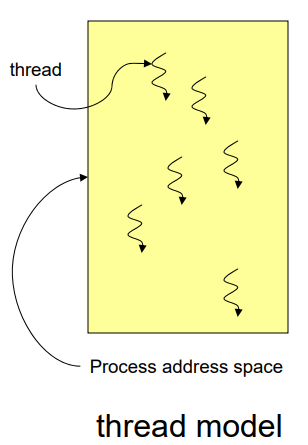 thread
Process address space
thread model